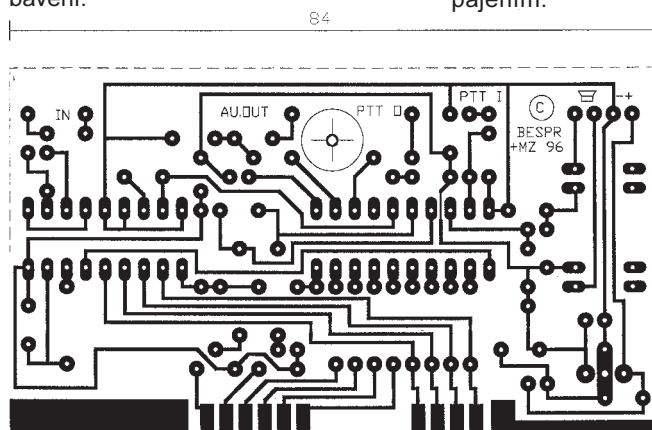 bavení.
pájením.
84
IN
AU.OUT
PTT O
PTT I
©
-+
BESPR
+MZ 96